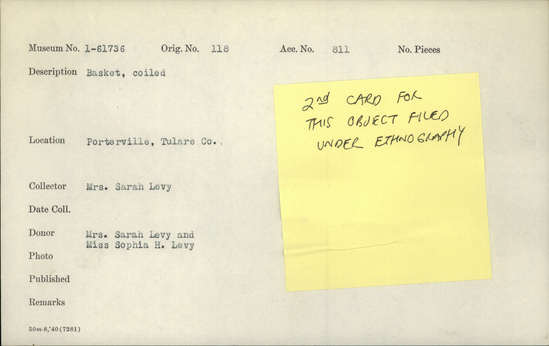 Museum No. 1-61736 Orig. No. 118 Acc. No. 811 No. Pieces
Description Basket, coiled
2nd CARD FOR
THIS OBJECT FILED
UNDER ETHNOGRAPHY
Location Porterville, Tulare Co.
Collector Mrs. Sarah Levy
Date Coll.
Donor Mrs. Sarah Levy and
Miss Sophia H. Levy
Photo
Published
Remarks
50m-8,'40(7281)